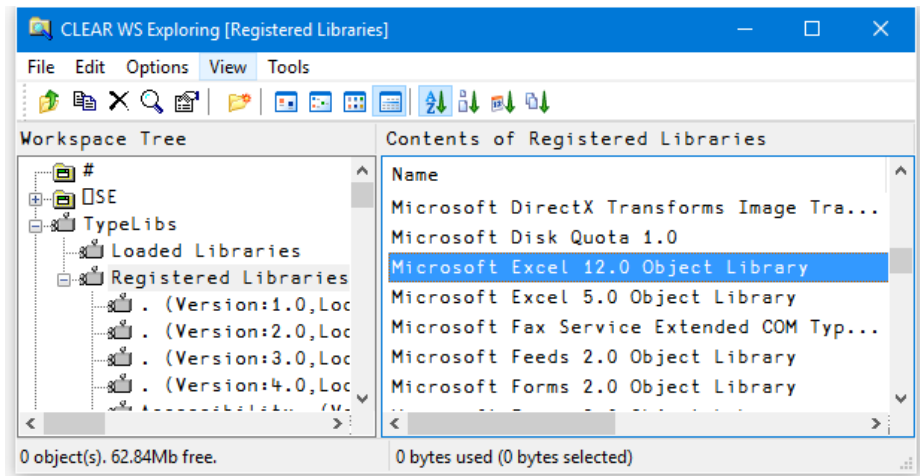 CLEAR WS Exploring [Registered Libraries]
File Edit Options View Tools
Workspace Tree
Contents of Registered Libraries
#
⎕SE
TypeLibs
Loaded Libraries
Registered Libraries
. (Version:1.0,Loc
. (Version:2.0,Loc
. (Version:3.0,Loc
. (Version:4.0,Loc
Name
Microsoft DirectX Transforms Image Tra...
Microsoft Disk Quota 1.0
Microsoft Excel 12.0 Object Library
Microsoft Excel 5.0 Object Library
Microsoft Fax Service Extended COM Typ...
Microsoft Feeds 2.0 Object Library
Microsoft Forms 2.0 Object Library
0 object(s). 62.84Mb free.
0 bytes used (0 bytes selected)